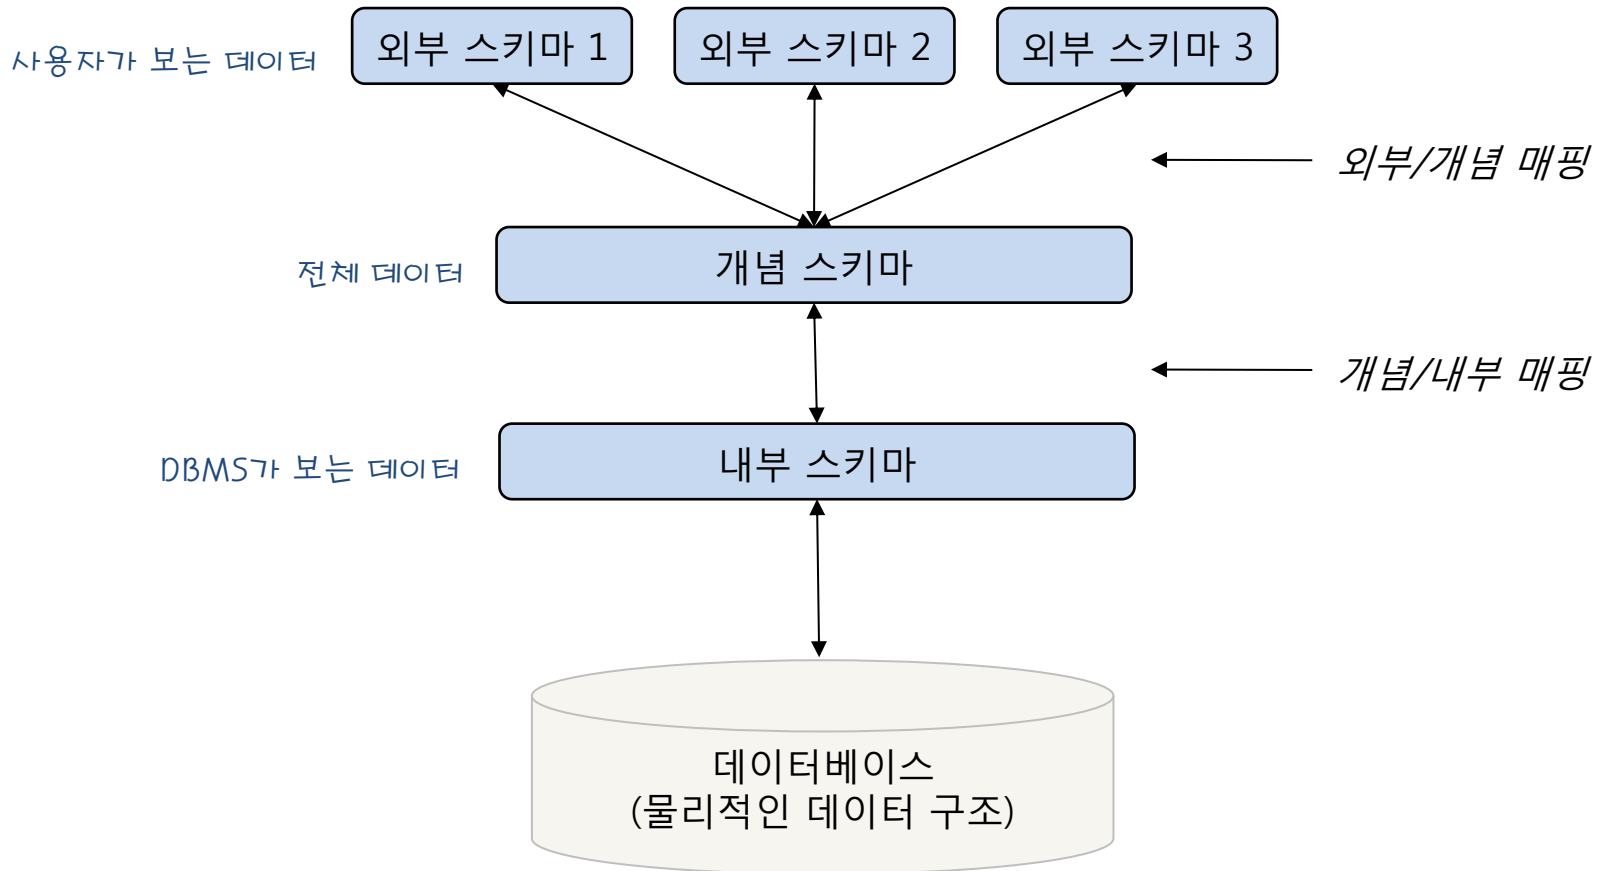 외부 스키마 1
외부 스키마 2
외부 스키마 3
사용자가 보는 데이터
외부/개념 매핑
전체 데이터
개념 스키마
개념/내부 매핑
DBMS가 보는 데이터
내부 스키마
데이터베이스
(물리적인 데이터 구조)